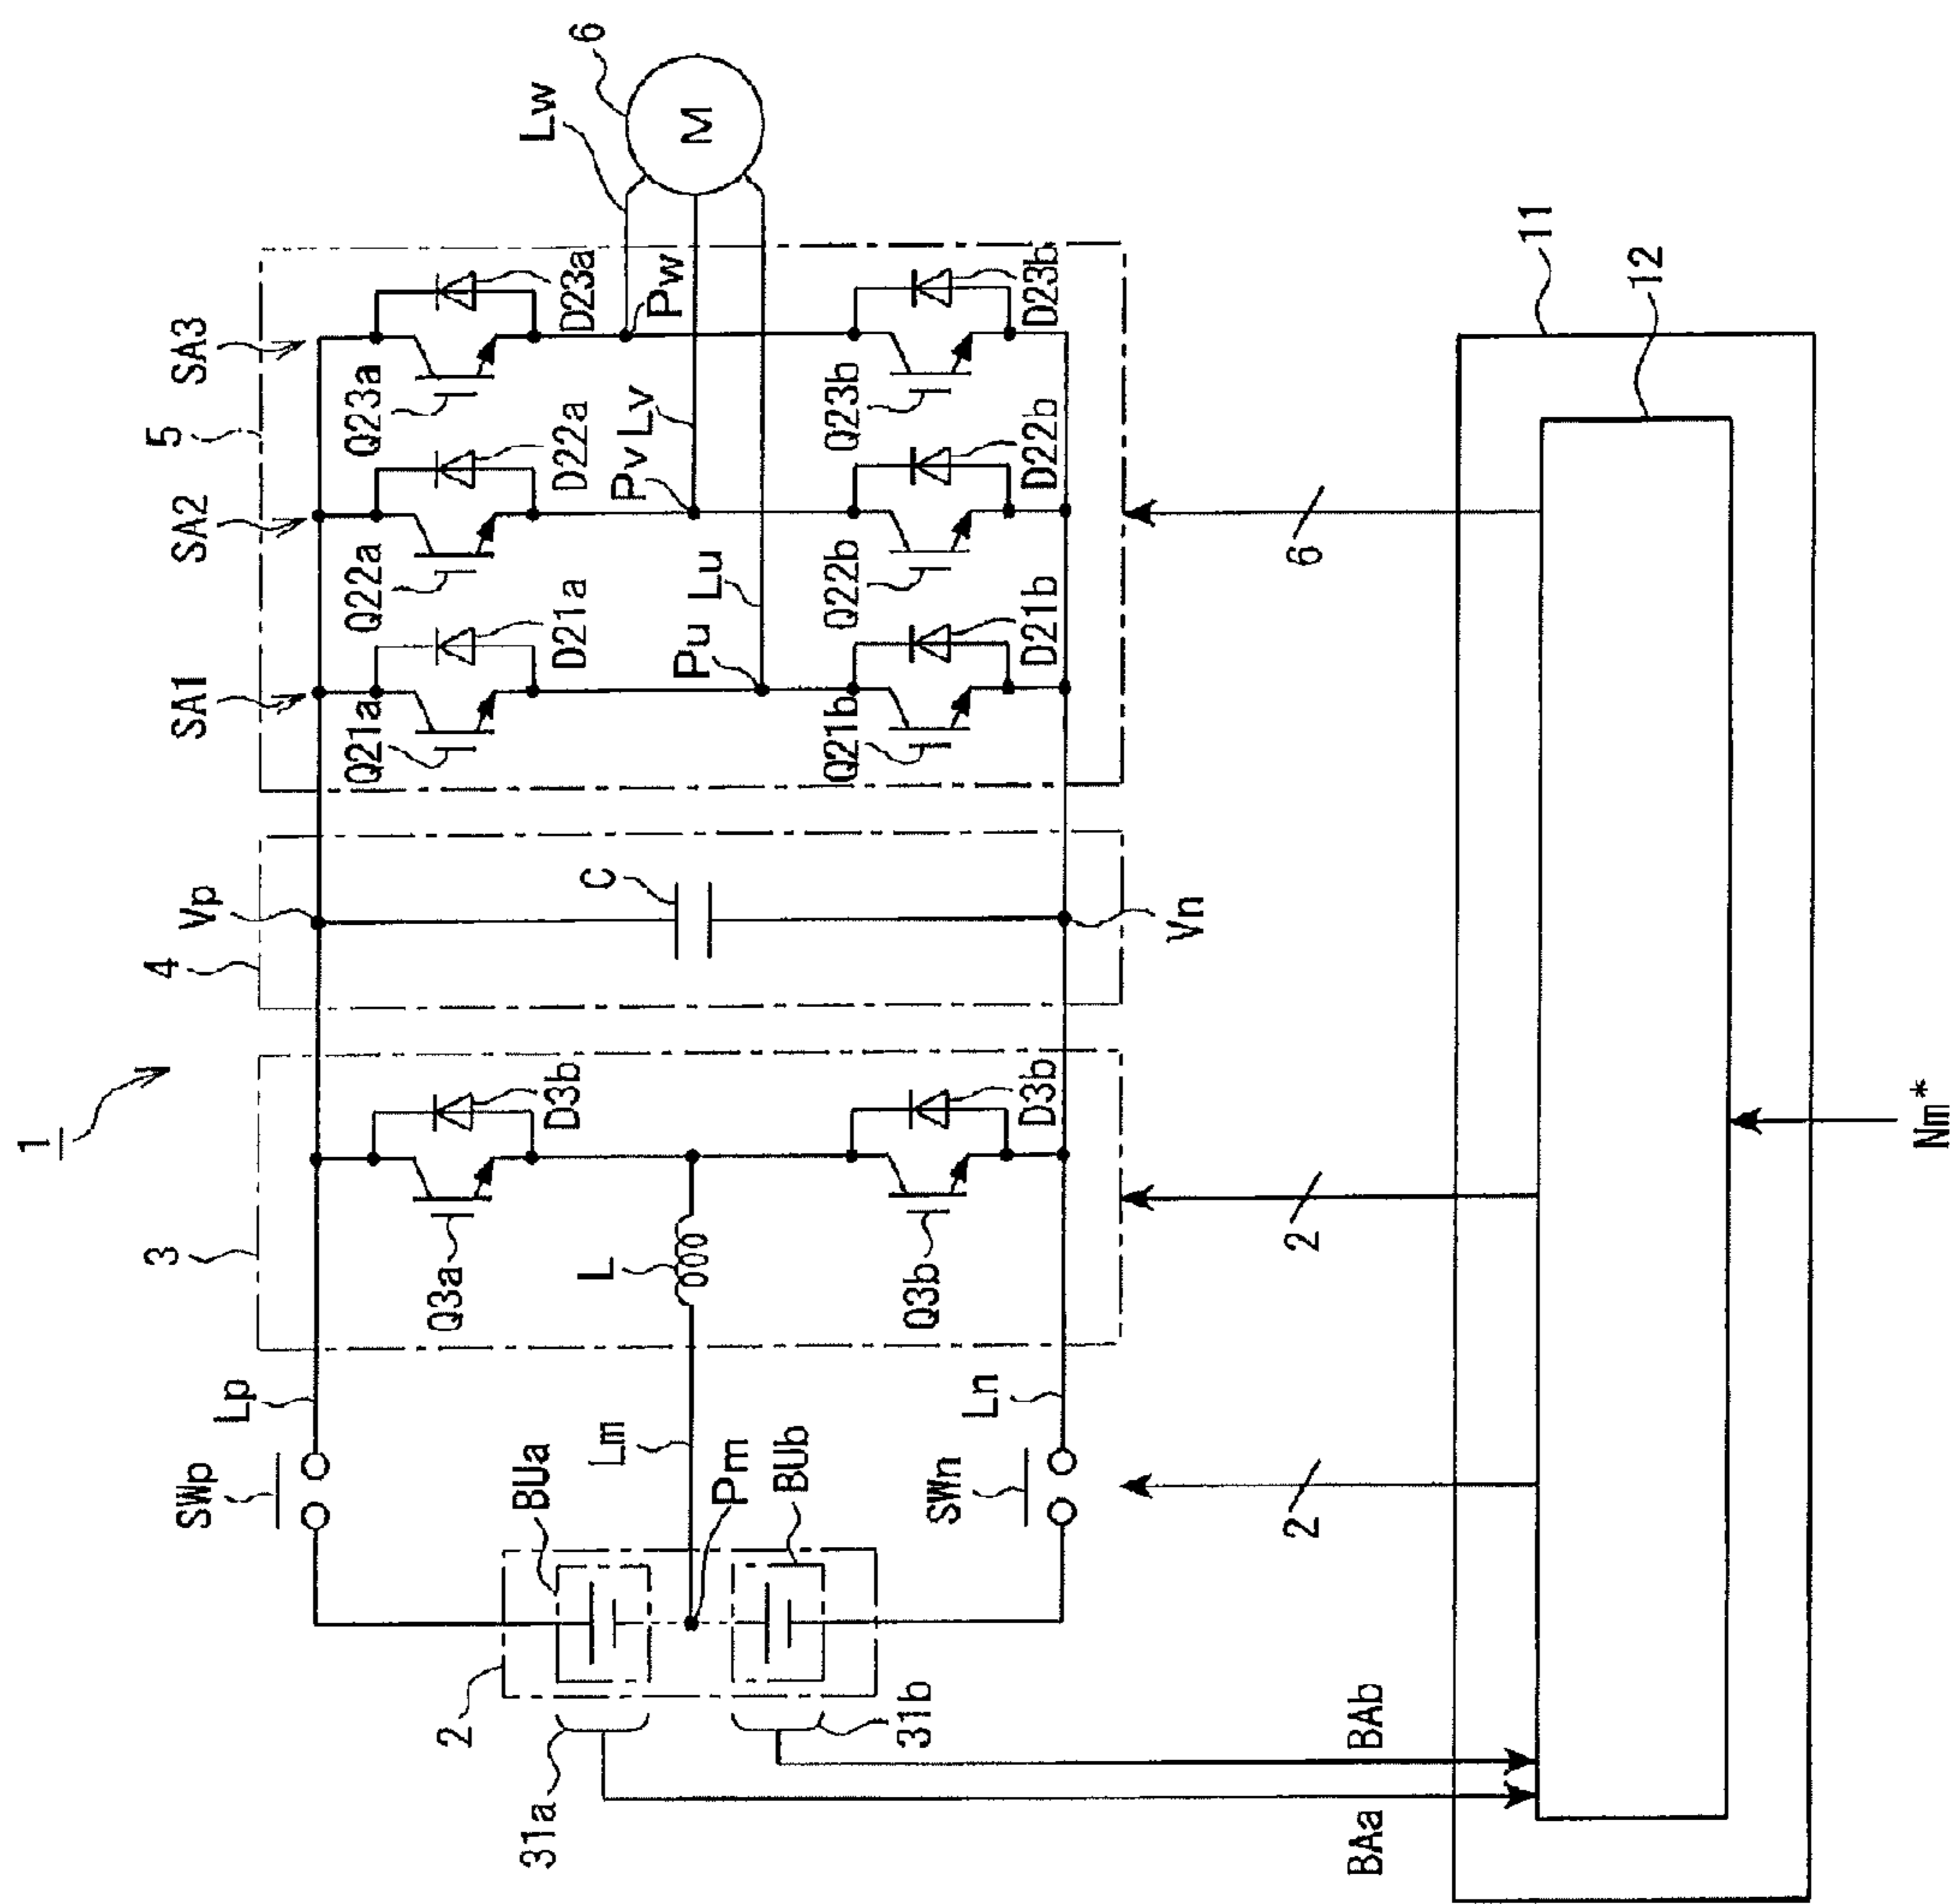 1
SWp
Lp
3
4
Vp
SA1
5
SA2
SA3
Q3a
D3b
Q21a
D21a
Q22a
D22a
Q23a
D23a
BUa
Lm
L
C
Pu
Lu
Pv
Lv
Pw
Lw
6
M
2
Pm
BUb
31a
31b
SWn
Ln
Q3b
D3b
Vn
Q21b
D21b
Q22b
D22b
Q23b
D23b
2
2
6
BAa
BAb
11
12
Nm*